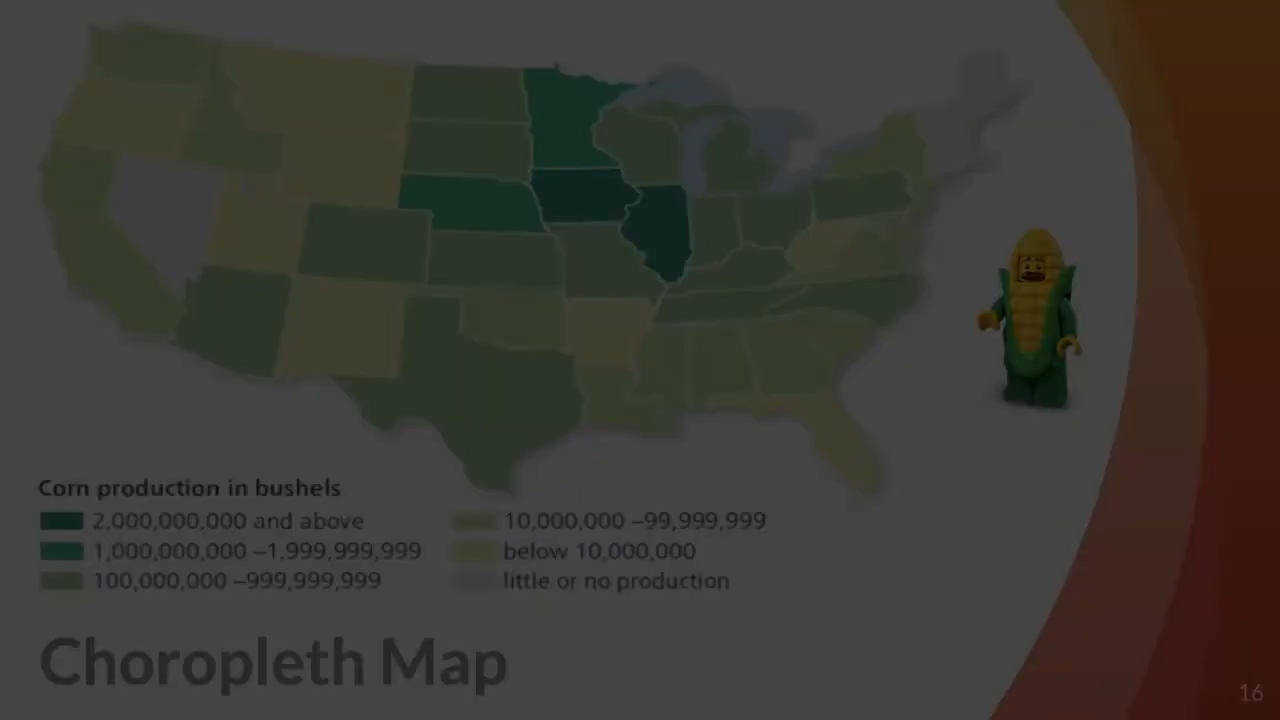 Corn production in bushels
2,000,000,000 and above
1,000,000,000 –1,999,999,999
100,000,000 –999,999,999
10,000,000 –99,999,999
below 10,000,000
little or no production
Choropleth Map
16